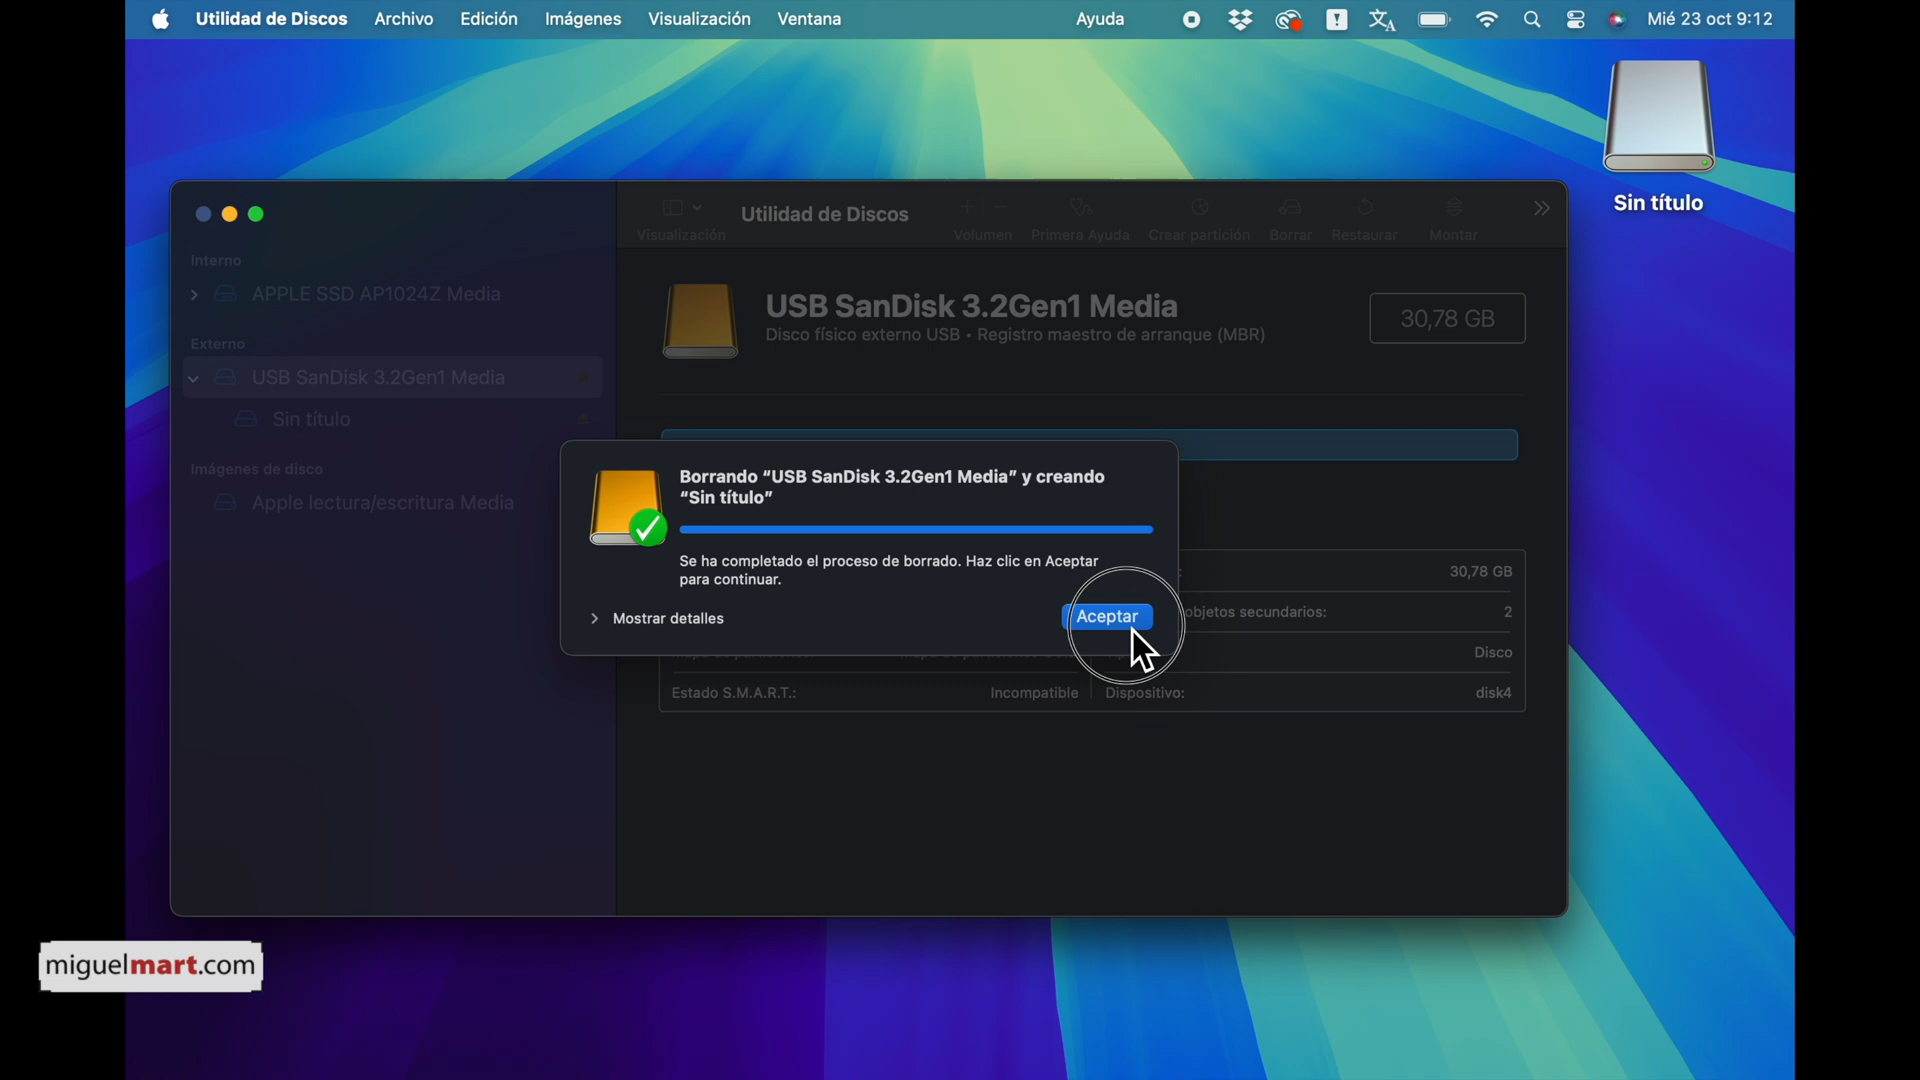 Utilidad de Discos Archivo Edición Imágenes Visualización Ventana Ayuda Mié 23 oct 9:12
Sin título
Utilidad de Discos
Visualización Volumen Primera Ayuda Crear partición Borrar Restaurar Montar
Interno
APPLE SSD AP1024Z Media
Externo
USB SanDisk 3.2Gen1 Media
Sin título
Imágenes de disco
Apple lectura/escritura Media
USB SanDisk 3.2Gen1 Media
Disco físico externo USB • Registro maestro de arranque (MBR)
30,78 GB
Borrando “USB SanDisk 3.2Gen1 Media” y creando
“Sin título”
Se ha completado el proceso de borrado. Haz clic en Aceptar
para continuar.
Mostrar detalles
Aceptar
30,78 GB
objetos secundarios: 2
Disco
Estado S.M.A.R.T.: Incompatible Dispositivo: disk4
miguelmart.com